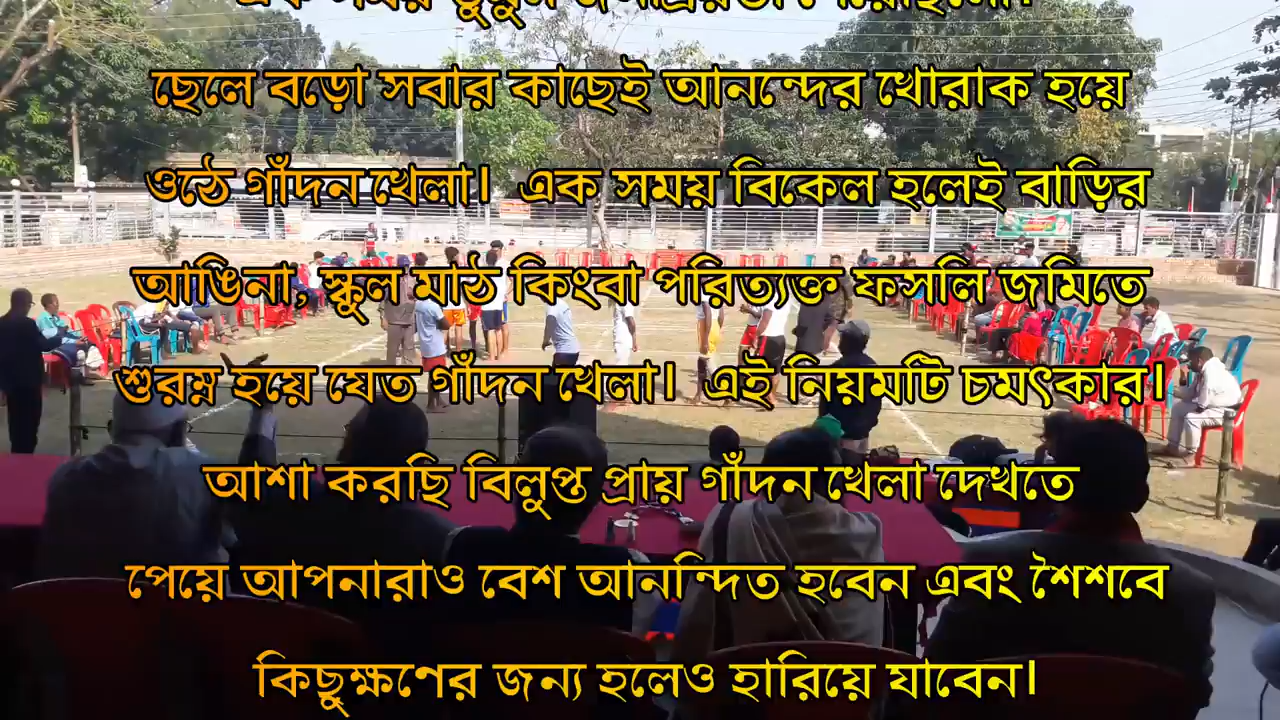 ছেলে বড়ো সবার কাছেই আনন্দের খোরাক হয়ে
ওঠে গাঁদন খেলা। এক সময় বিকেল হলেই বাড়ির
আঙিনা, স্কুল মাঠ কিংবা পরিত্যক্ত ফসলি জমিতে
শুরম্ন হয়ে যেত গাঁদন খেলা। এই নিয়মটি চমৎকার।
আশা করছি বিলুপ্ত প্রায় গাঁদন খেলা দেখতে
পেয়ে আপনারাও বেশ আনন্দিত হবেন এবং শৈশবে
কিছুক্ষণের জন্য হলেও হারিয়ে যাবেন।